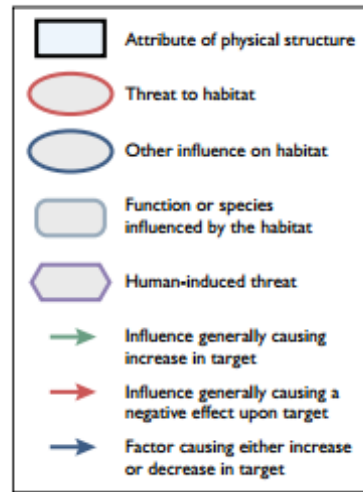 Attribute of physical structure
Threat to habitat
Other influence on habitat
Function or species
influenced by the habitat
Human-induced threat
Influence generally causing
increase in target
Influence generally causing a
negative effect upon target
Factor causing either increase
or decrease in target